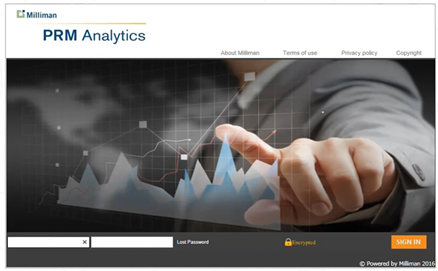 Milliman
PRM Analytics
About Milliman Terms of use Privacy policy Copyright
Lost Password Encrypted SIGN IN
© Powered by Milliman 2016